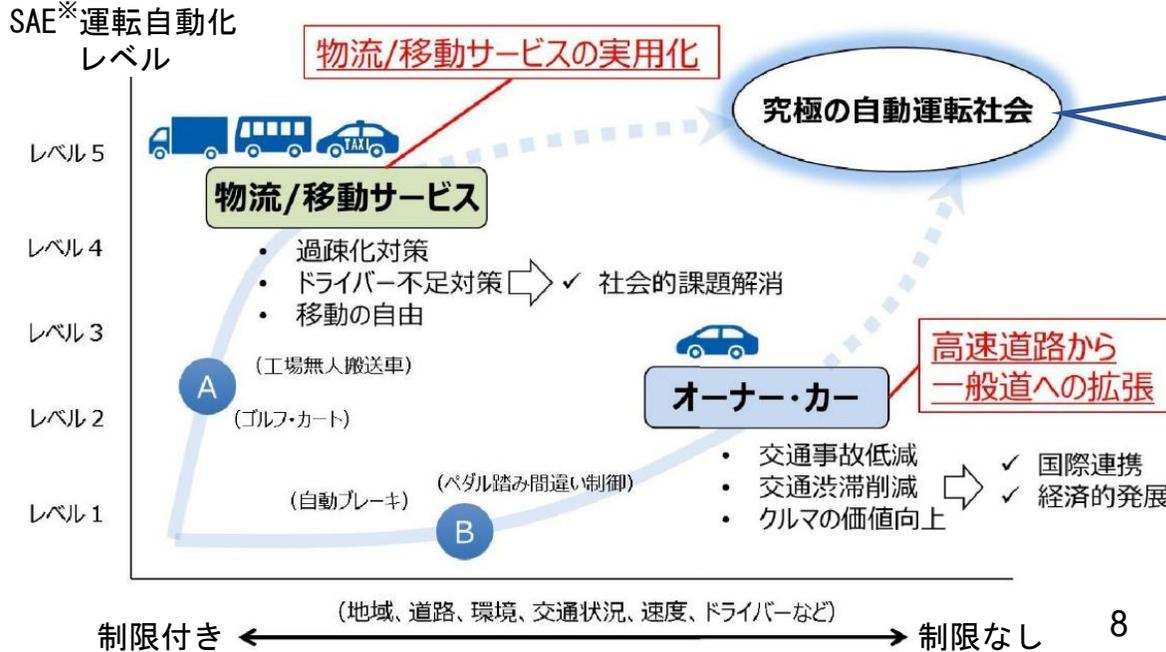 SAE※運転自動化
レベル
物流/移動サービスの実用化
究極の自動運転社会
レベル5
TAXI
物流/移動サービス
レベル4
• 過疎化対策
• ドライバー不足対策
• 移動の自由
✓ 社会的課題解消
レベル3
(工場無人搬送車)
高速道路から
一般道への拡張
A
オーナー・カー
レベル2
(ゴルフ・カート)
• 交通事故低減
• 交通渋滞削減
• クルマの価値向上
✓ 国際連携
✓ 経済的発展
(ペダル踏み間違い制御)
(自動ブレーキ)
レベル1
B
(地域、道路、環境、交通状況、速度、ドライバーなど)
制限付き
制限なし
8